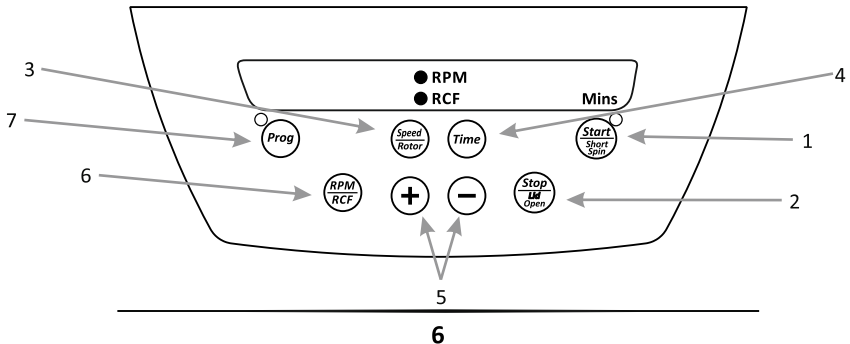 RPM
3
4
RCF
Mins
7
Prog
Speed
Rotor
Time
Start
Short
Spin
1
6
RPM
RCF
+
−
Stop
Lid
Open
2
5
6